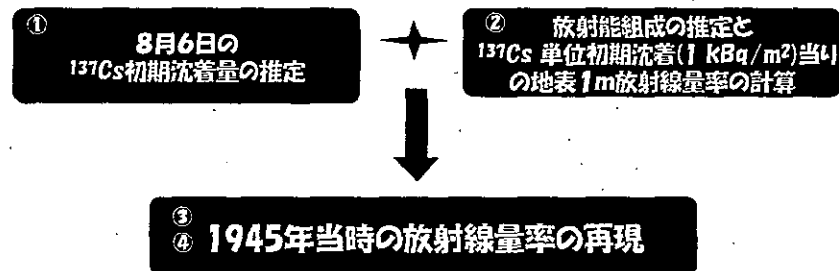 ①
8月6日の
¹³⁷Cs初期沈着量の推定
②
放射能組成の推定と
¹³⁷Cs 単位初期沈着(1 kBq/m²)当りの地表1m放射線量率の計算
③
④
1945年当時の放射線量率の再現